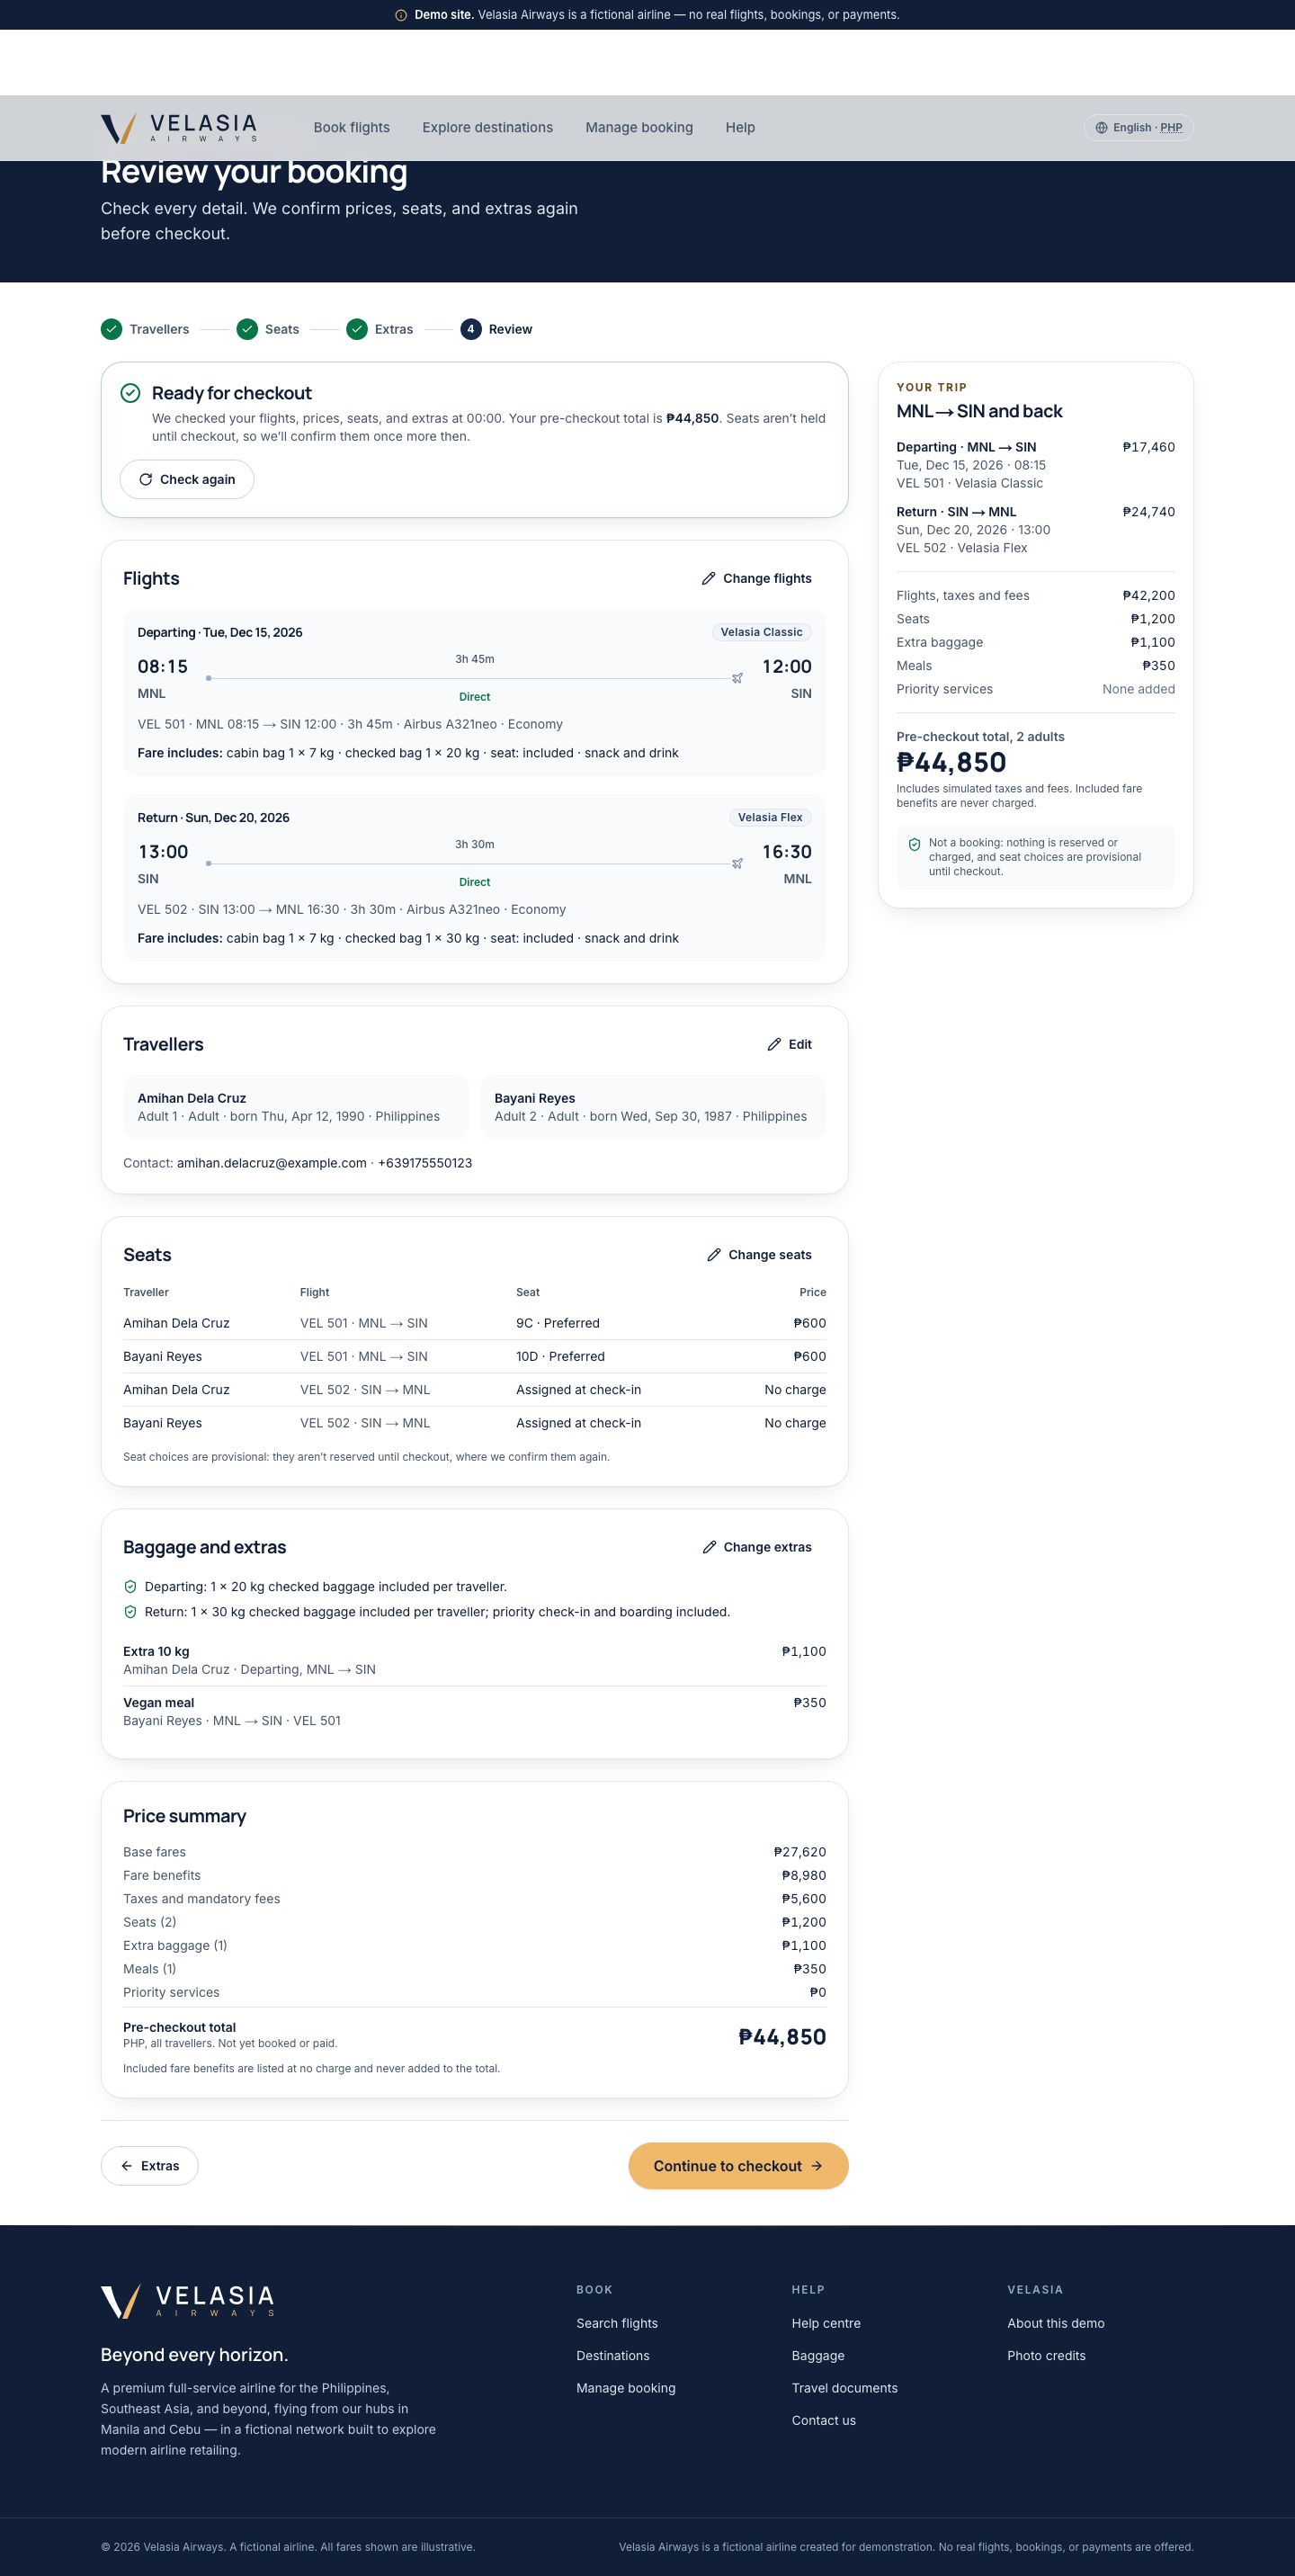 Demo site. Velasia Airways is a fictional airline — no real flights, bookings, or payments.
VELASIA
AIRWAYS
Book flights
Explore destinations
Manage booking
Help
English · PHP
Review your booking
Check every detail. We confirm prices, seats, and extras again
before checkout.
Travellers
Seats
Extras
4 Review
Ready for checkout
We checked your flights, prices, seats, and extras at 00:00. Your pre-checkout total is ₱44,850. Seats aren’t held
until checkout, so we’ll confirm them once more then.
Check again
Flights
Change flights
Departing · Tue, Dec 15, 2026
Velasia Classic
08:15
3h 45m
12:00
MNL
Direct
SIN
VEL 501 · MNL 08:15 → SIN 12:00 · 3h 45m · Airbus A321neo · Economy
Fare includes: cabin bag 1 × 7 kg · checked bag 1 × 20 kg · seat: included · snack and drink
Return · Sun, Dec 20, 2026
Velasia Flex
13:00
3h 30m
16:30
SIN
Direct
MNL
VEL 502 · SIN 13:00 → MNL 16:30 · 3h 30m · Airbus A321neo · Economy
Fare includes: cabin bag 1 × 7 kg · checked bag 1 × 30 kg · seat: included · snack and drink
Travellers
Edit
Amihan Dela Cruz
Adult 1 · Adult · born Thu, Apr 12, 1990 · Philippines
Bayani Reyes
Adult 2 · Adult · born Wed, Sep 30, 1987 · Philippines
Contact: amihan.delacruz@example.com · +639175550123
Seats
Change seats
Traveller Flight Seat Price
Amihan Dela Cruz VEL 501 · MNL → SIN 9C · Preferred ₱600
Bayani Reyes VEL 501 · MNL → SIN 10D · Preferred ₱600
Amihan Dela Cruz VEL 502 · SIN → MNL Assigned at check-in No charge
Bayani Reyes VEL 502 · SIN → MNL Assigned at check-in No charge
Seat choices are provisional: they aren’t reserved until checkout, where we confirm them again.
Baggage and extras
Change extras
Departing: 1 × 20 kg checked baggage included per traveller.
Return: 1 × 30 kg checked baggage included per traveller; priority check-in and boarding included.
Extra 10 kg ₱1,100
Amihan Dela Cruz · Departing, MNL → SIN
Vegan meal ₱350
Bayani Reyes · MNL → SIN · VEL 501
Price summary
Base fares ₱27,620
Fare benefits ₱8,980
Taxes and mandatory fees ₱5,600
Seats (2) ₱1,200
Extra baggage (1) ₱1,100
Meals (1) ₱350
Priority services ₱0
Pre-checkout total ₱44,850
PHP, all travellers. Not yet booked or paid.
Included fare benefits are listed at no charge and never added to the total.
Extras
Continue to checkout
YOUR TRIP
MNL → SIN and back
Departing · MNL → SIN ₱17,460
Tue, Dec 15, 2026 · 08:15
VEL 501 · Velasia Classic
Return · SIN → MNL ₱24,740
Sun, Dec 20, 2026 · 13:00
VEL 502 · Velasia Flex
Flights, taxes and fees ₱42,200
Seats ₱1,200
Extra baggage ₱1,100
Meals ₱350
Priority services None added
Pre-checkout total, 2 adults
₱44,850
Includes simulated taxes and fees. Included fare
benefits are never charged.
Not a booking: nothing is reserved or
charged, and seat choices are provisional
until checkout.
VELASIA
AIRWAYS
Beyond every horizon.
A premium full-service airline for the Philippines,
Southeast Asia, and beyond, flying from our hubs in
Manila and Cebu — in a fictional network built to explore
modern airline retailing.
BOOK
Search flights
Destinations
Manage booking
HELP
Help centre
Baggage
Travel documents
Contact us
VELASIA
About this demo
Photo credits
© 2026 Velasia Airways. A fictional airline. All fares shown are illustrative.
Velasia Airways is a fictional airline created for demonstration. No real flights, bookings, or payments are offered.